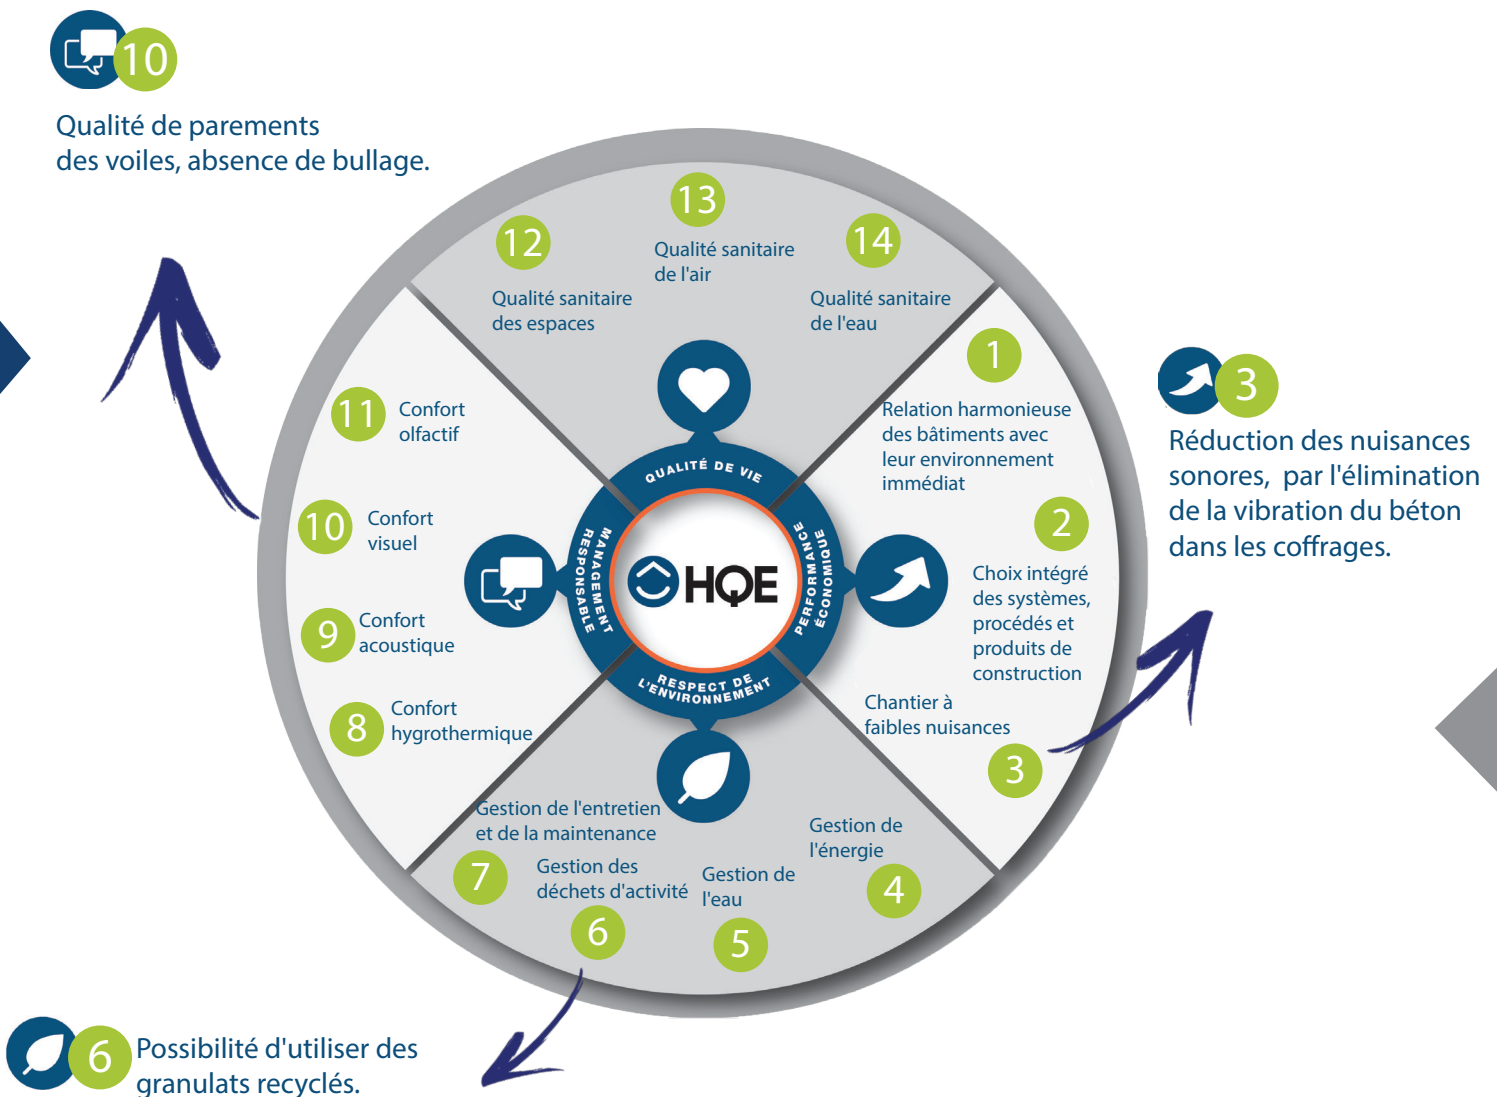 10
Qualité de parements
des voiles, absence de bullage.
12
Qualité sanitaire
des espaces
13
Qualité sanitaire
de l'air
14
Qualité sanitaire
de l'eau
1
Relation harmonieuse
des bâtiments avec
leur environnement
immédiat
2
Choix intégré
des systèmes,
procédés et
produits de
construction
Chantier à
faibles nuisances
3
3
Réduction des nuisances
sonores, par l'élimination
de la vibration du béton
dans les coffrages.
11
Confort
olfactif
10
Confort
visuel
9
Confort
acoustique
8
Confort
hygrothermique
QUALITÉ DE VIE
PERFORMANCE
ÉCONOMIQUE
MANAGEMENT
RESPONSABLE
HQE
RESPECT DE
L'ENVIRONNEMENT
Gestion de l'entretien
et de la maintenance
7
Gestion des
déchets d'activité
6
Gestion de
l'eau
5
Gestion de
l'énergie
4
6
Possibilité d'utiliser des
granulats recyclés.